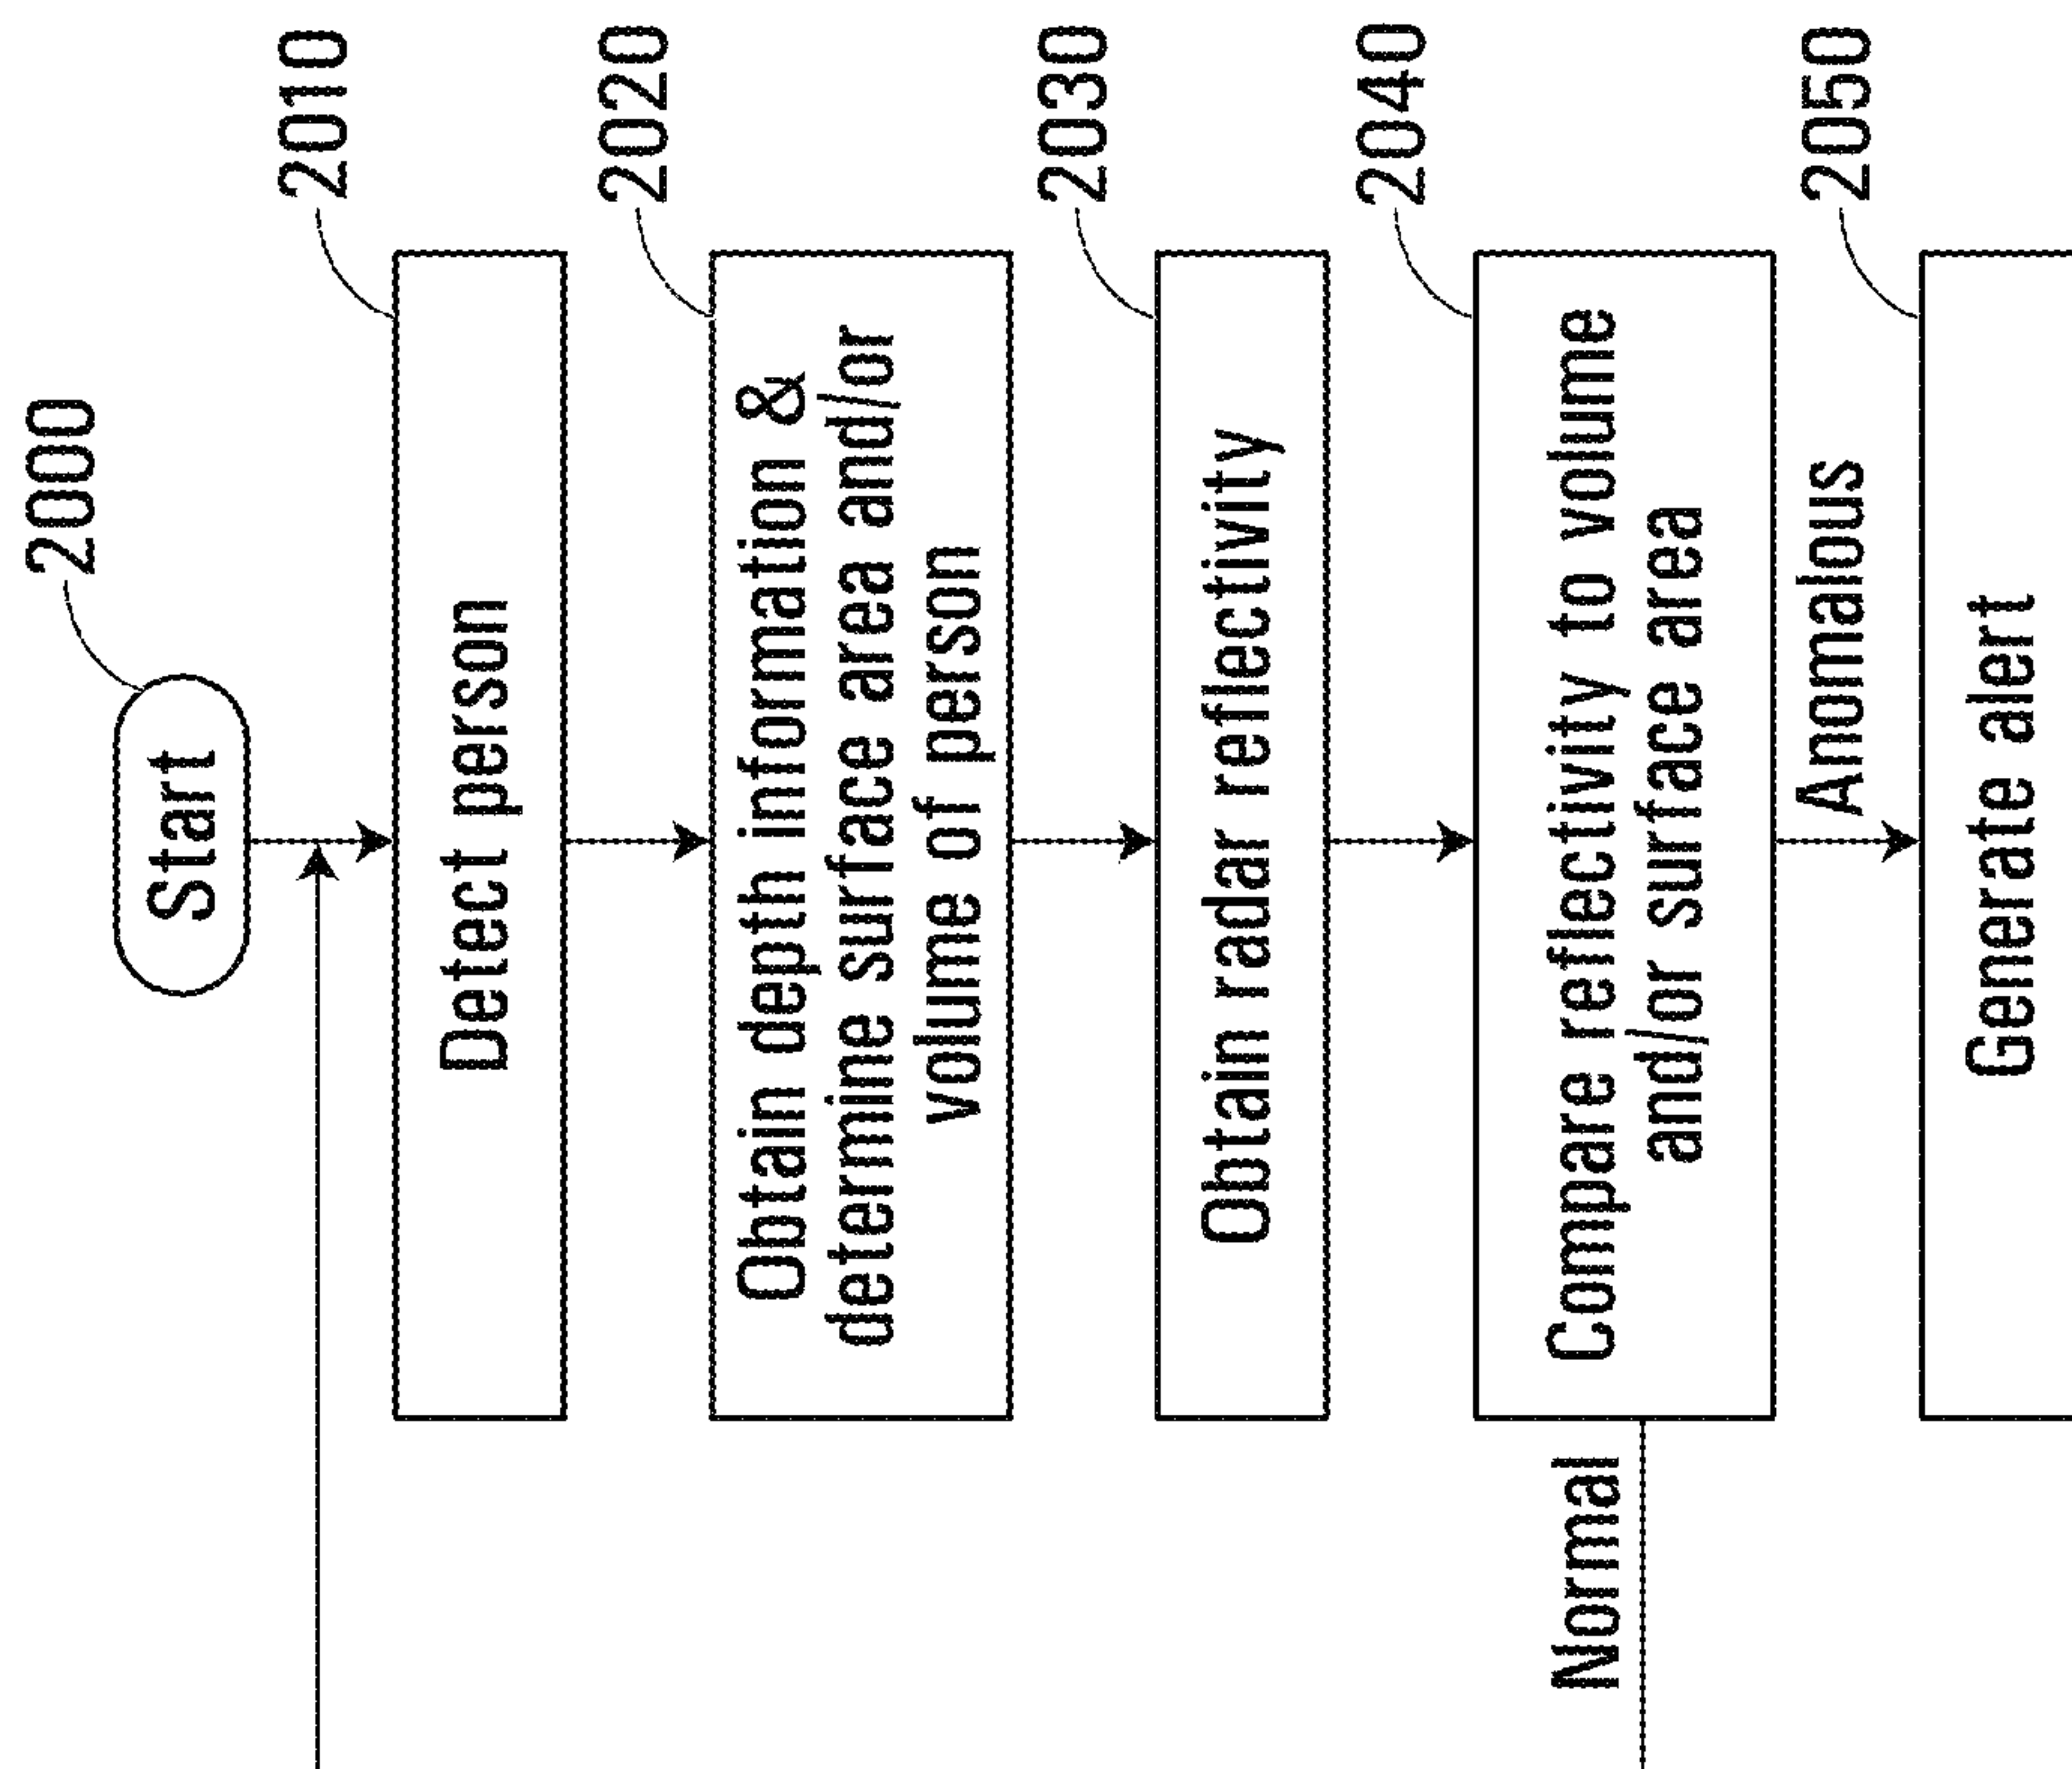 2000
Start
2010
Detect person
2020
Obtain depth information &
determine surface area and/or
volume of person
2030
Obtain radar reflectivity
2040
Compare reflectivity to volume
and/or surface area
Normal
Anomalous
2050
Generate alert